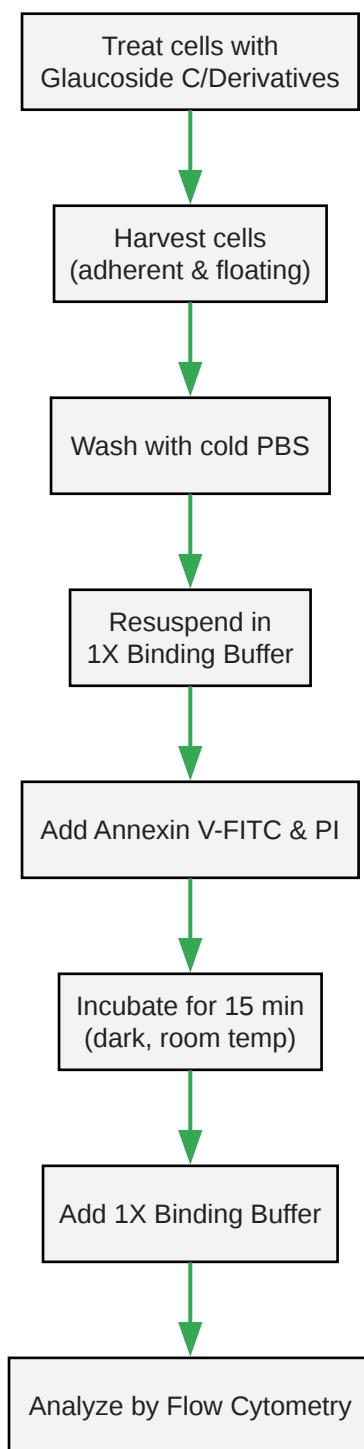 Treat cells with
Glaucoside C/Derivatives
Harvest cells
(adherent & floating)
Wash with cold PBS
Resuspend in
1X Binding Buffer
Add Annexin V-FITC & PI
Incubate for 15 min
(dark, room temp)
Add 1X Binding Buffer
Analyze by Flow Cytometry